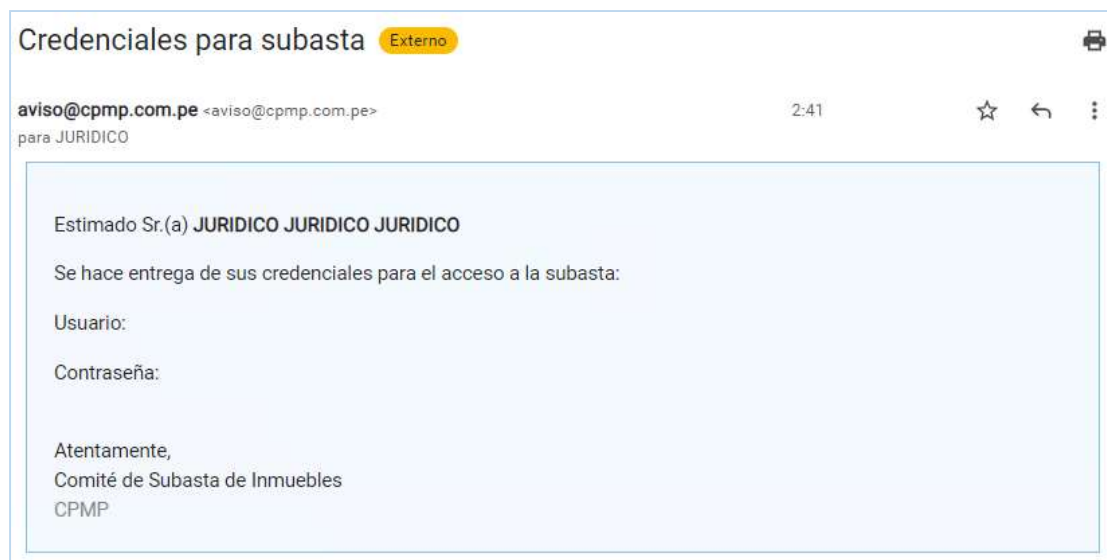 Credenciales para subasta Externo
aviso@cpmp.com.pe <aviso@cpmp.com.pe> 2:41
para JURIDICO
Estimado Sr.(a) JURIDICO JURIDICO JURIDICO
Se hace entrega de sus credenciales para el acceso a la subasta:
Usuario:
Contraseña:
Atentamente,
Comité de Subasta de Inmuebles
CPMP